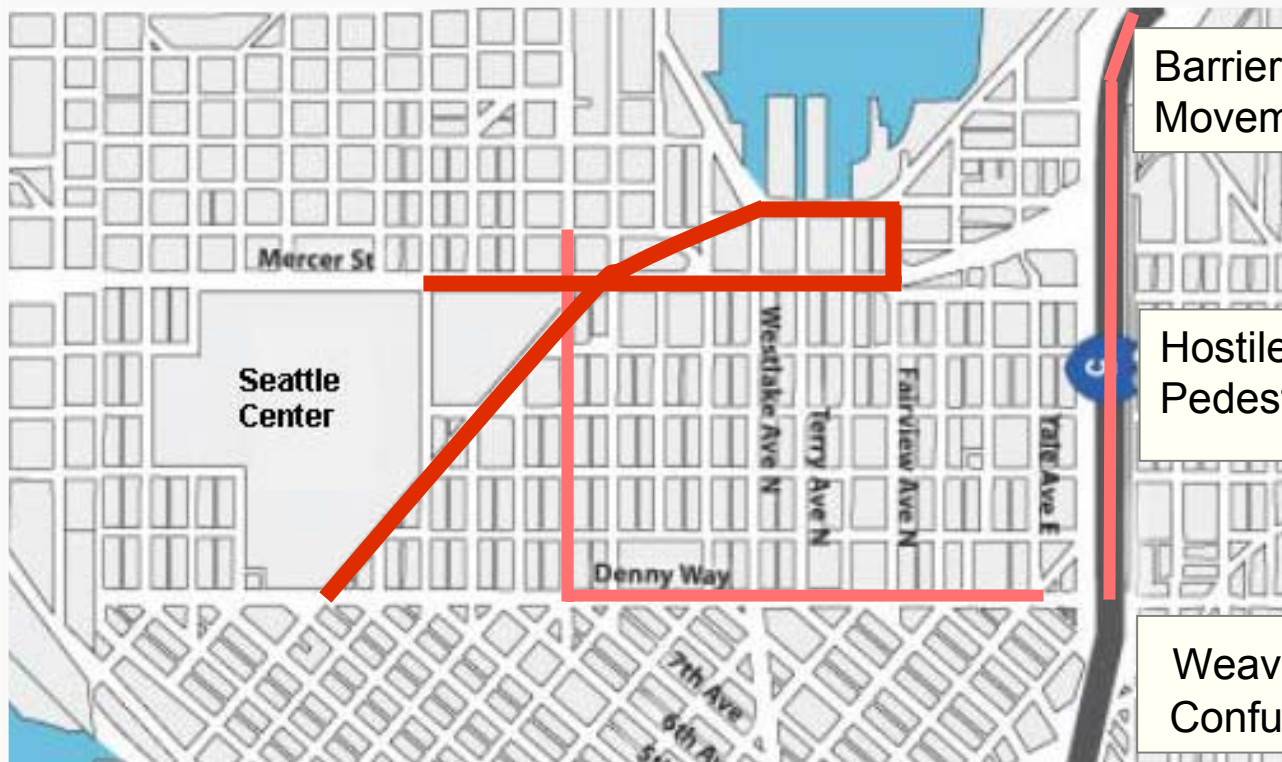 Barrier
Movem
Mercer St
Hostile
Pedest
Seattle
Center
Westlake Ave N
Terry Ave N
Fairview Ave N
Yale Ave E
Denny Way
Weav
Confu
7th Ave
6th Av